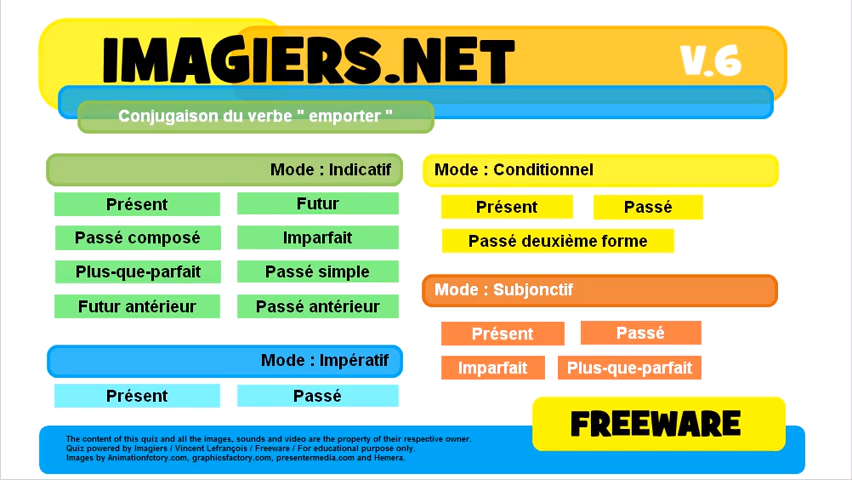 IMAGIERS.NET
V.6
Conjugaison du verbe " emporter "
Mode : Indicatif
Présent
Futur
Passé composé
Imparfait
Plus-que-parfait
Passé simple
Futur antérieur
Passé antérieur
Mode : Impératif
Présent
Passé
Mode : Conditionnel
Présent
Passé
Passé deuxième forme
Mode : Subjonctif
Présent
Passé
Imparfait
Plus-que-parfait
FREEWARE
The content of this quiz and all the images, sounds and video are the property of their respective owner.
Quiz powered by Imagiers / Vincent Lefrançois / Freeware / For educational purpose only.
Images by Animationfctory.com, graphicsfactory.com, presentermedia.com and Hemera.